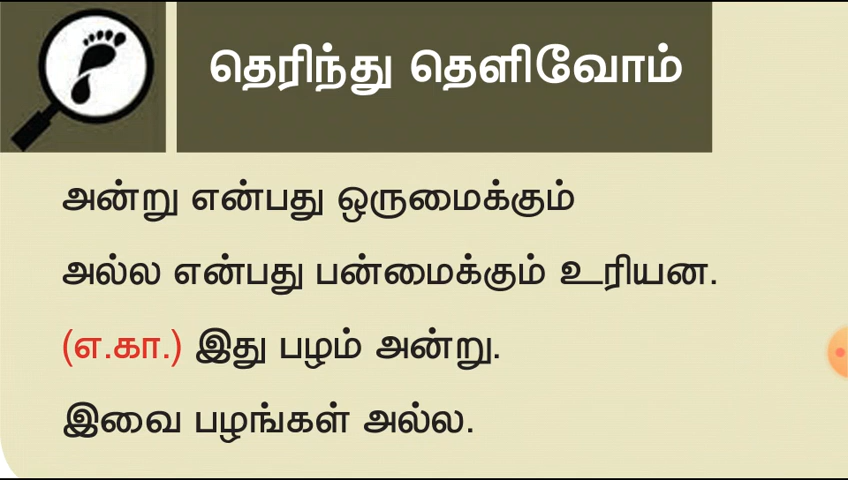 தெரிந்து தெளிவோம்
அன்று என்பது ஒருமைக்கும்
அல்ல என்பது பன்மைக்கும் உரியன.
(எ.கா.) இது பழம் அன்று.
இவை பழங்கள் அல்ல.